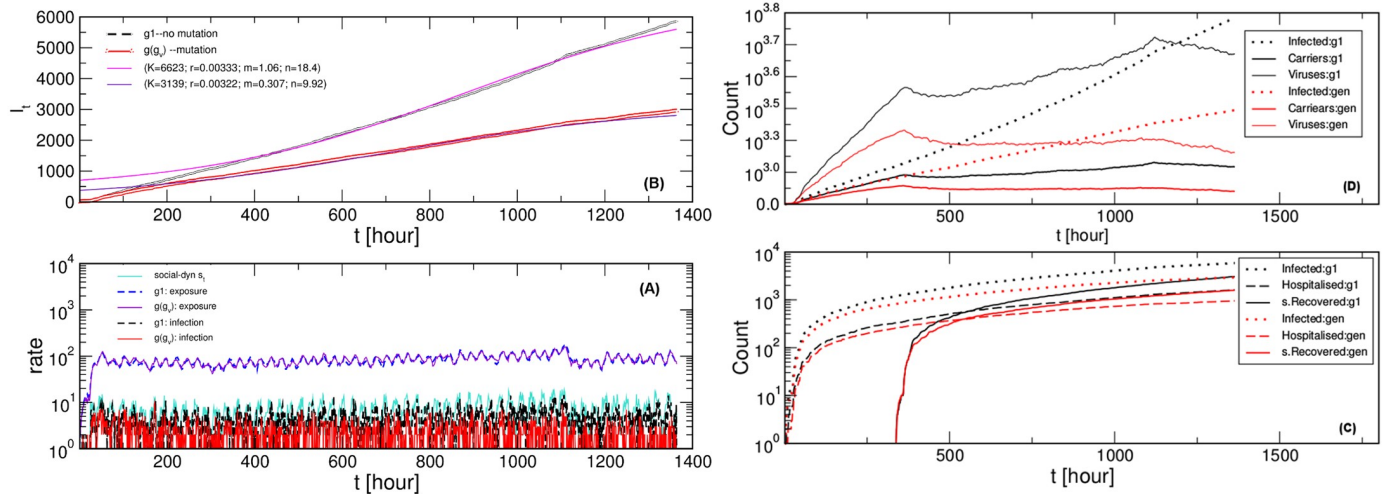 6000
5000
4000
3000
2000
1000
0
I_t
g1--no mutation
g(g_v) --mutation
(K=6623; r=0.00333; m=1.06; n=18.4)
(K=3139; r=0.00322; m=0.307; n=9.92)
(B)
200 400 600 800 1000 1200 1400
t [hour]
10^3.8
10^3.7
10^3.6
10^3.5
10^3.3
10^3.0
0.0
Count
Infected:g1
Carriers:g1
Viruses:g1
Infected:gen
Carriears:gen
Viruses:gen
(D)
500 1000 1500
t [hour]
10^4
10^3
10^2
10^1
10^0
rate
social-dyn s_t
g1: exposure
g(g_v): exposure
g1: infection
g(g_v): infection
(A)
0 200 400 600 800 1000 1200 1400
t [hour]
10^4
10^3
10^2
10^1
10^0
Count
Infected:g1
Hospitalised:g1
s.Recovered:g1
Infected:gen
Hospitalised:gen
s.Recovered:gen
(C)
500 1000 1500
t [hour]